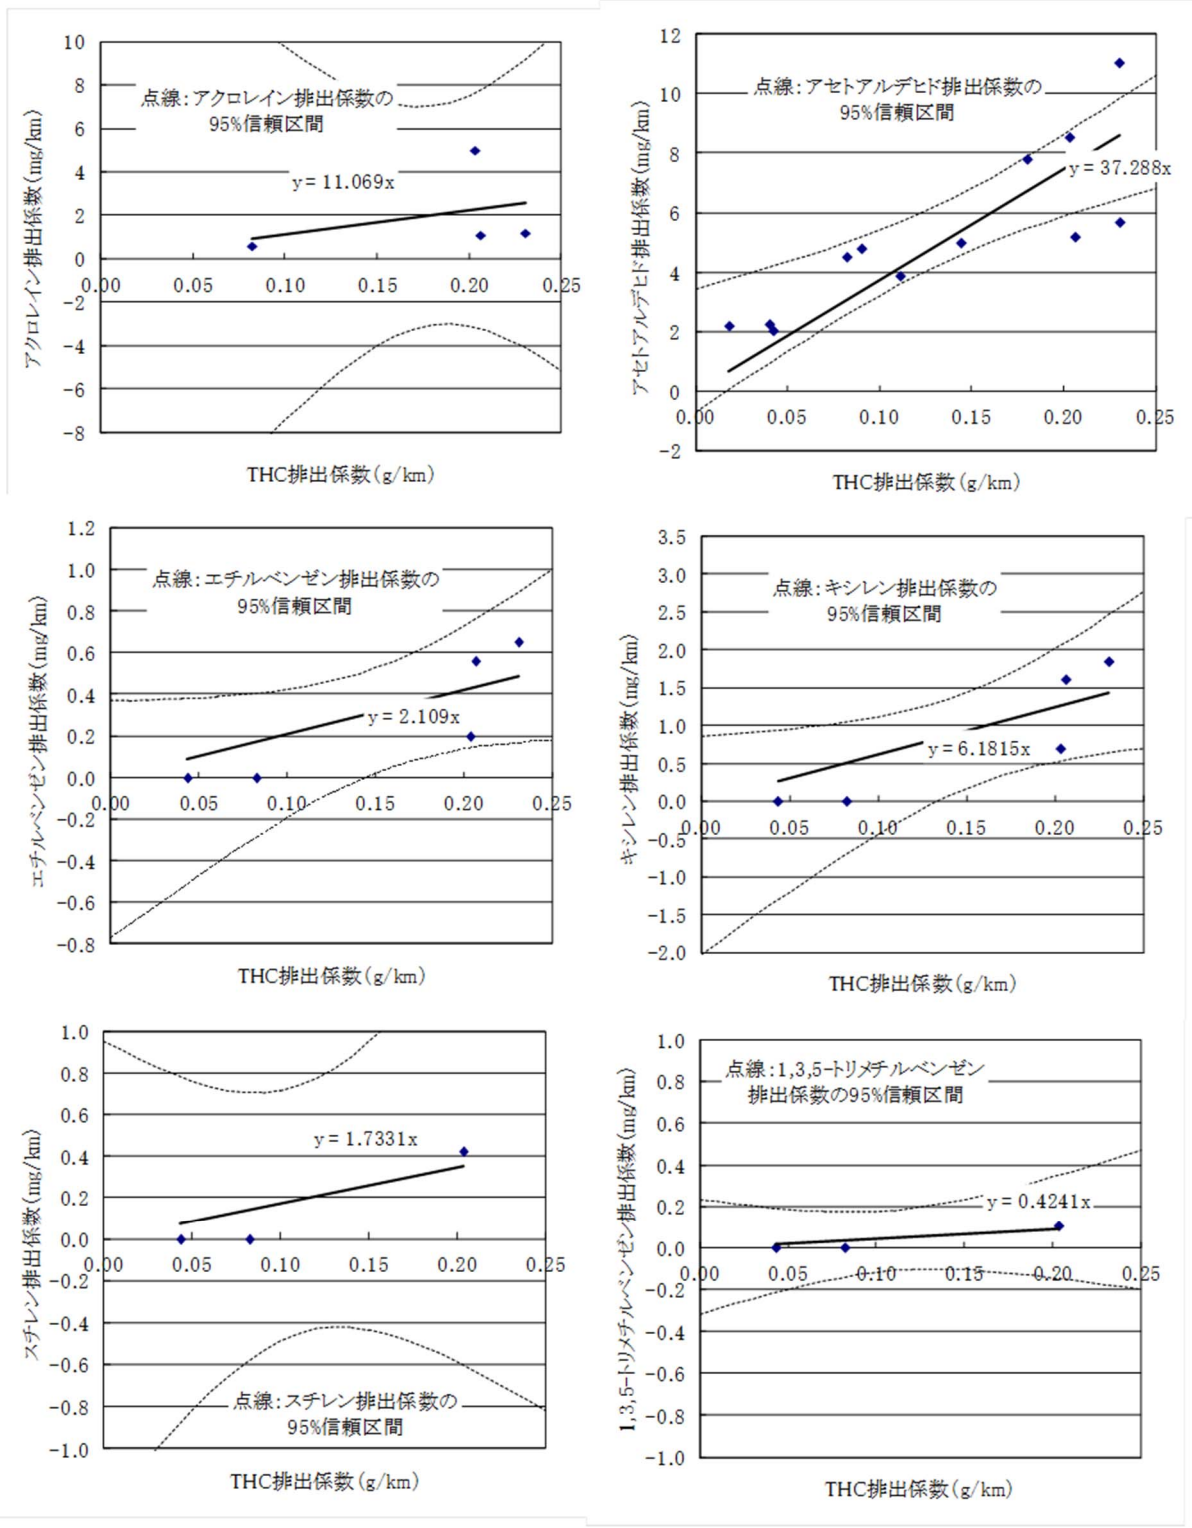 10
8
6
4
2
0
-2
-4
-6
-8
0.00 0.05 0.10 0.15 0.20 0.25
アクロレイン排出係数(mg/km)
点線：アクロレイン排出係数の
95%信頼区間
y = 11.069x
THC排出係数(g/km)
12
10
8
6
4
2
0
-2
0.00 0.05 0.10 0.15 0.20 0.25
アセトアルデヒド排出係数(mg/km)
点線：アセトアルデヒド排出係数の
95%信頼区間
y = 37.288x
THC排出係数(g/km)
1.2
1.0
0.8
0.6
0.4
0.2
0.0
-0.2
-0.4
-0.6
-0.8
0.00 0.05 0.10 0.15 0.20 0.25
エチルベンゼン排出係数(mg/km)
点線：エチルベンゼン排出係数の
95%信頼区間
y = 2.109x
THC排出係数(g/km)
3.5
3.0
2.5
2.0
1.5
1.0
0.5
0.0
-0.5
-1.0
-1.5
-2.0
0.00 0.05 0.10 0.15 0.20 0.25
キシレン排出係数(mg/km)
点線：キシレン排出係数の
95%信頼区間
y = 6.1815x
THC排出係数(g/km)
1.0
0.8
0.6
0.4
0.2
0.0
-0.2
-0.4
-0.6
-0.8
-1.0
0.00 0.05 0.10 0.15 0.20 0.25
スチレン排出係数(mg/km)
y = 1.7331x
点線：スチレン排出係数の
95%信頼区間
THC排出係数(g/km)
1.0
0.8
0.6
0.4
0.2
0.0
-0.2
-0.4
-0.6
-0.8
-1.0
0.00 0.05 0.10 0.15 0.20 0.25
1,3,5-トリメチルベンゼン排出係数(mg/km)
点線：1,3,5-トリメチルベンゼン
排出係数の95%信頼区間
y = 0.4241x
THC排出係数(g/km)